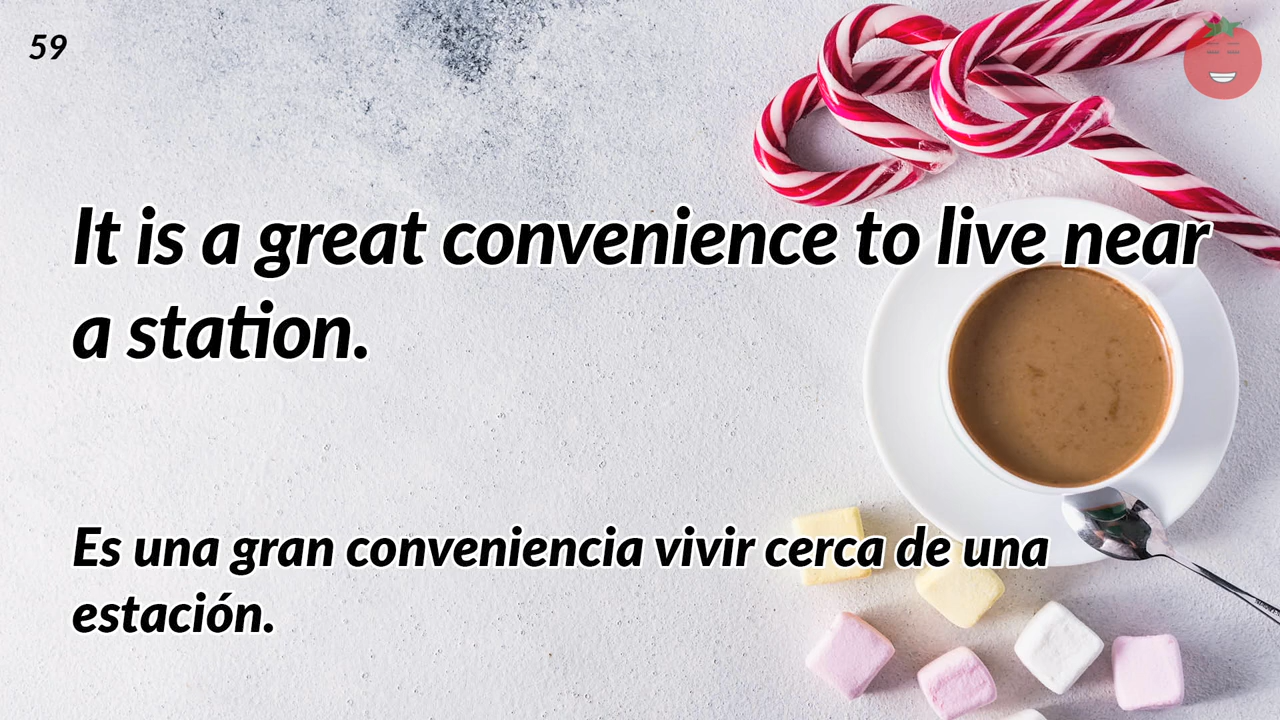 59
It is a great convenience to live near
a station.
Es una gran conveniencia vivir cerca de una
estación.